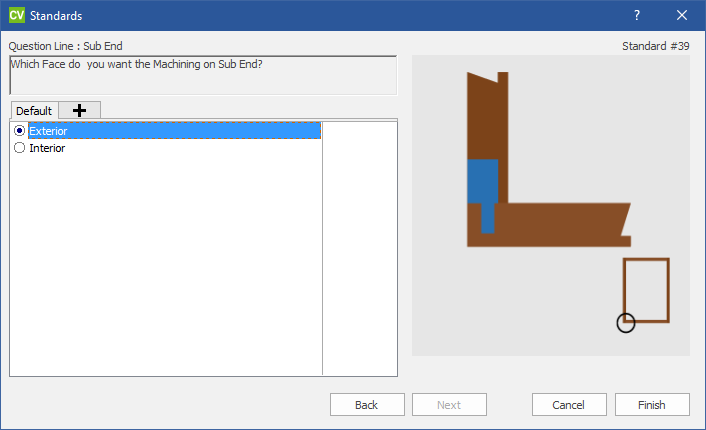 CV Standards ?
Question Line : Sub End Standard #39
Which Face do  you want the Machining on Sub End?
Default
Exterior
Interior
Back Next Cancel Finish